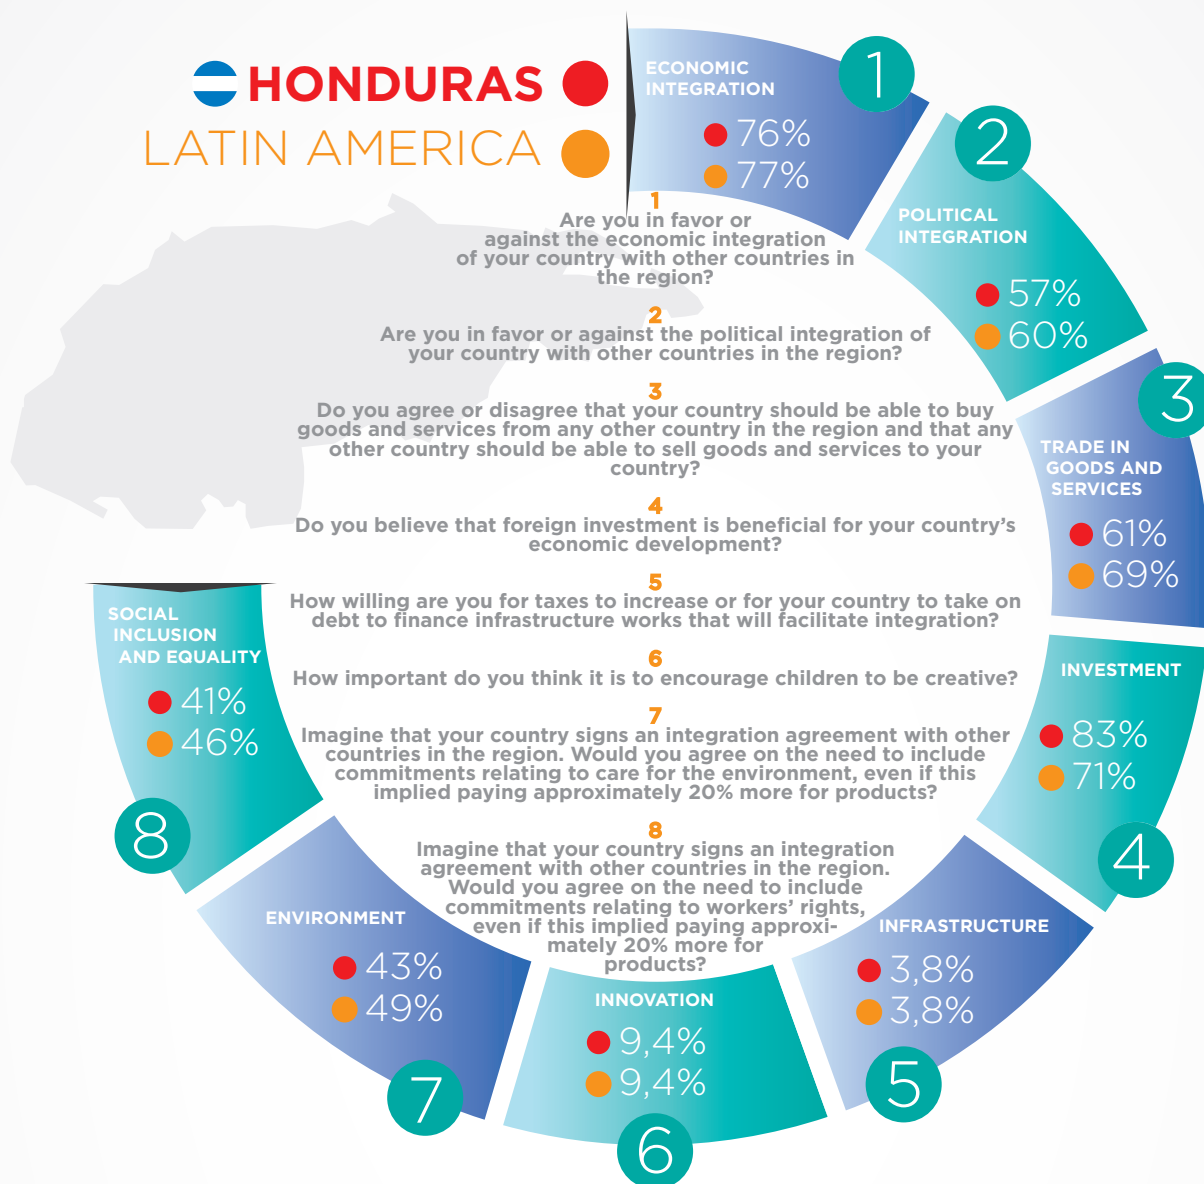 HONDURAS
LATIN AMERICA
ECONOMIC
INTEGRATION
76%
77%
1
2
POLITICAL
INTEGRATION
57%
60%
3
TRADE IN
GOODS AND
SERVICES
61%
69%
INVESTMENT
83%
71%
4
INFRASTRUCTURE
3,8%
3,8%
5
INNOVATION
9,4%
9,4%
6
ENVIRONMENT
43%
49%
7
SOCIAL
INCLUSION
AND EQUALITY
41%
46%
8
1
Are you in favor or
against the economic integration
of your country with other countries in
the region?
2
Are you in favor or against the political integration of
your country with other countries in the region?
3
Do you agree or disagree that your country should be able to buy
goods and services from any other country in the region and that any
other country should be able to sell goods and services to your
country?
4
Do you believe that foreign investment is beneficial for your country’s
economic development?
5
How willing are you for taxes to increase or for your country to take on
debt to finance infrastructure works that will facilitate integration?
6
How important do you think it is to encourage children to be creative?
7
Imagine that your country signs an integration agreement with other
countries in the region. Would you agree on the need to include
commitments relating to care for the environment, even if this
implied paying approximately 20% more for products?
8
Imagine that your country signs an integration
agreement with other countries in the region.
Would you agree on the need to include
commitments relating to workers’ rights,
even if this implied paying approxi-
mately 20% more for
products?